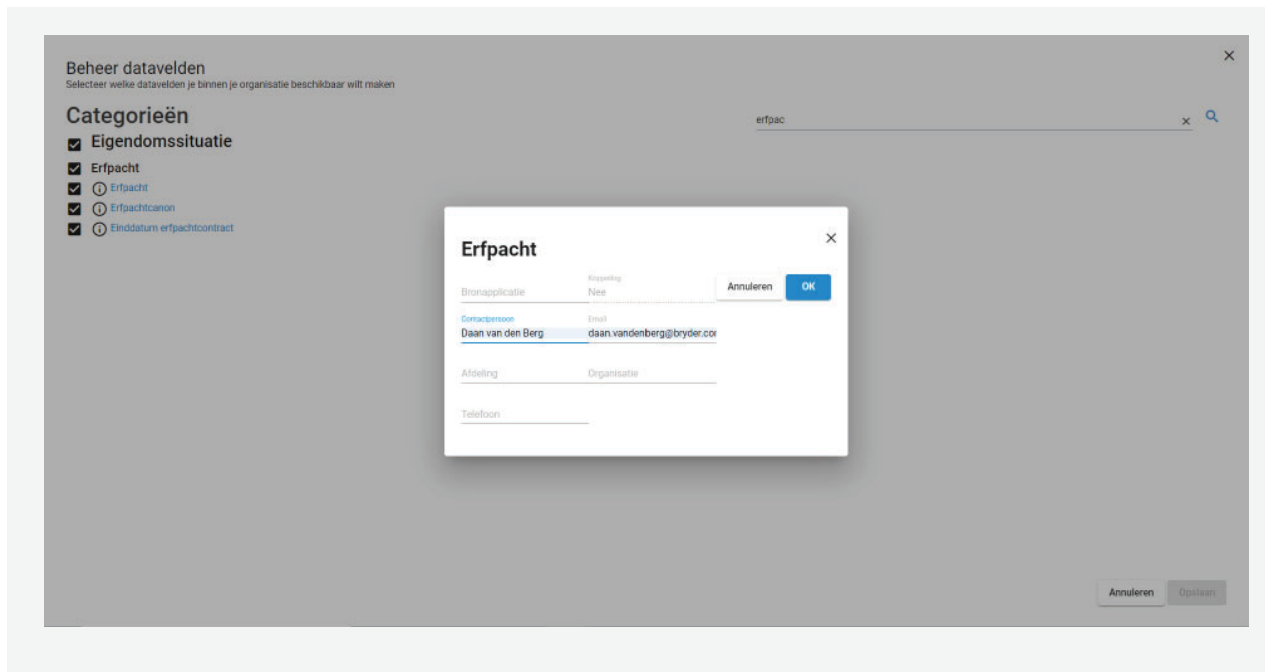 Beheer datavelden
Selecteer welke datavelden je binnen je organisatie beschikbaar wilt maken
Categorieën
erfpac
Eigendomssituatie
Erfpacht
Erfpacht
Erfpachtcanon
Einddatum erfpachtcontract
Erfpacht
Bronapplicatie
Koppeling
Nee
Annuleren
OK
Contactpersoon
Daan van den Berg
Email
daan.vandenberg@bryder.com
Afdeling
Organisatie
Telefoon
Annuleren
Opslaan